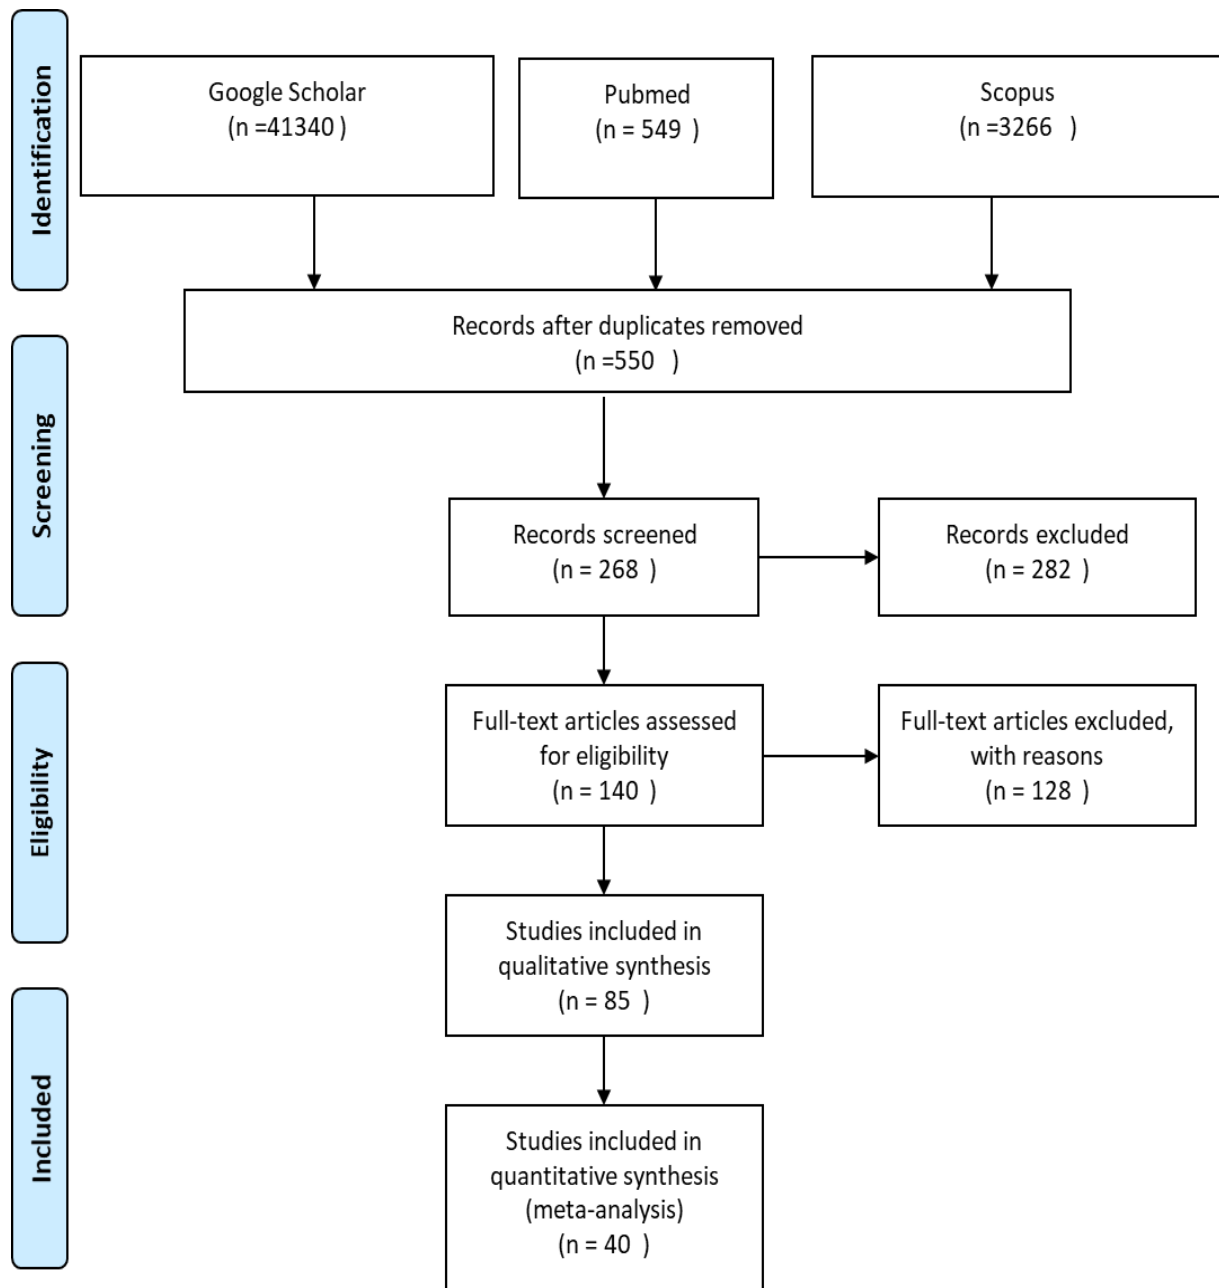 Identification
Google Scholar
(n =41340 )
Pubmed
(n = 549 )
Scopus
(n =3266 )
Records after duplicates removed
(n =550 )
Screening
Records screened
(n = 268 )
Records excluded
(n = 282 )
Eligibility
Full-text articles assessed
for eligibility
(n = 140 )
Full-text articles excluded,
with reasons
(n = 128 )
Studies included in
qualitative synthesis
(n = 85 )
Included
Studies included in
quantitative synthesis
(meta-analysis)
(n = 40 )